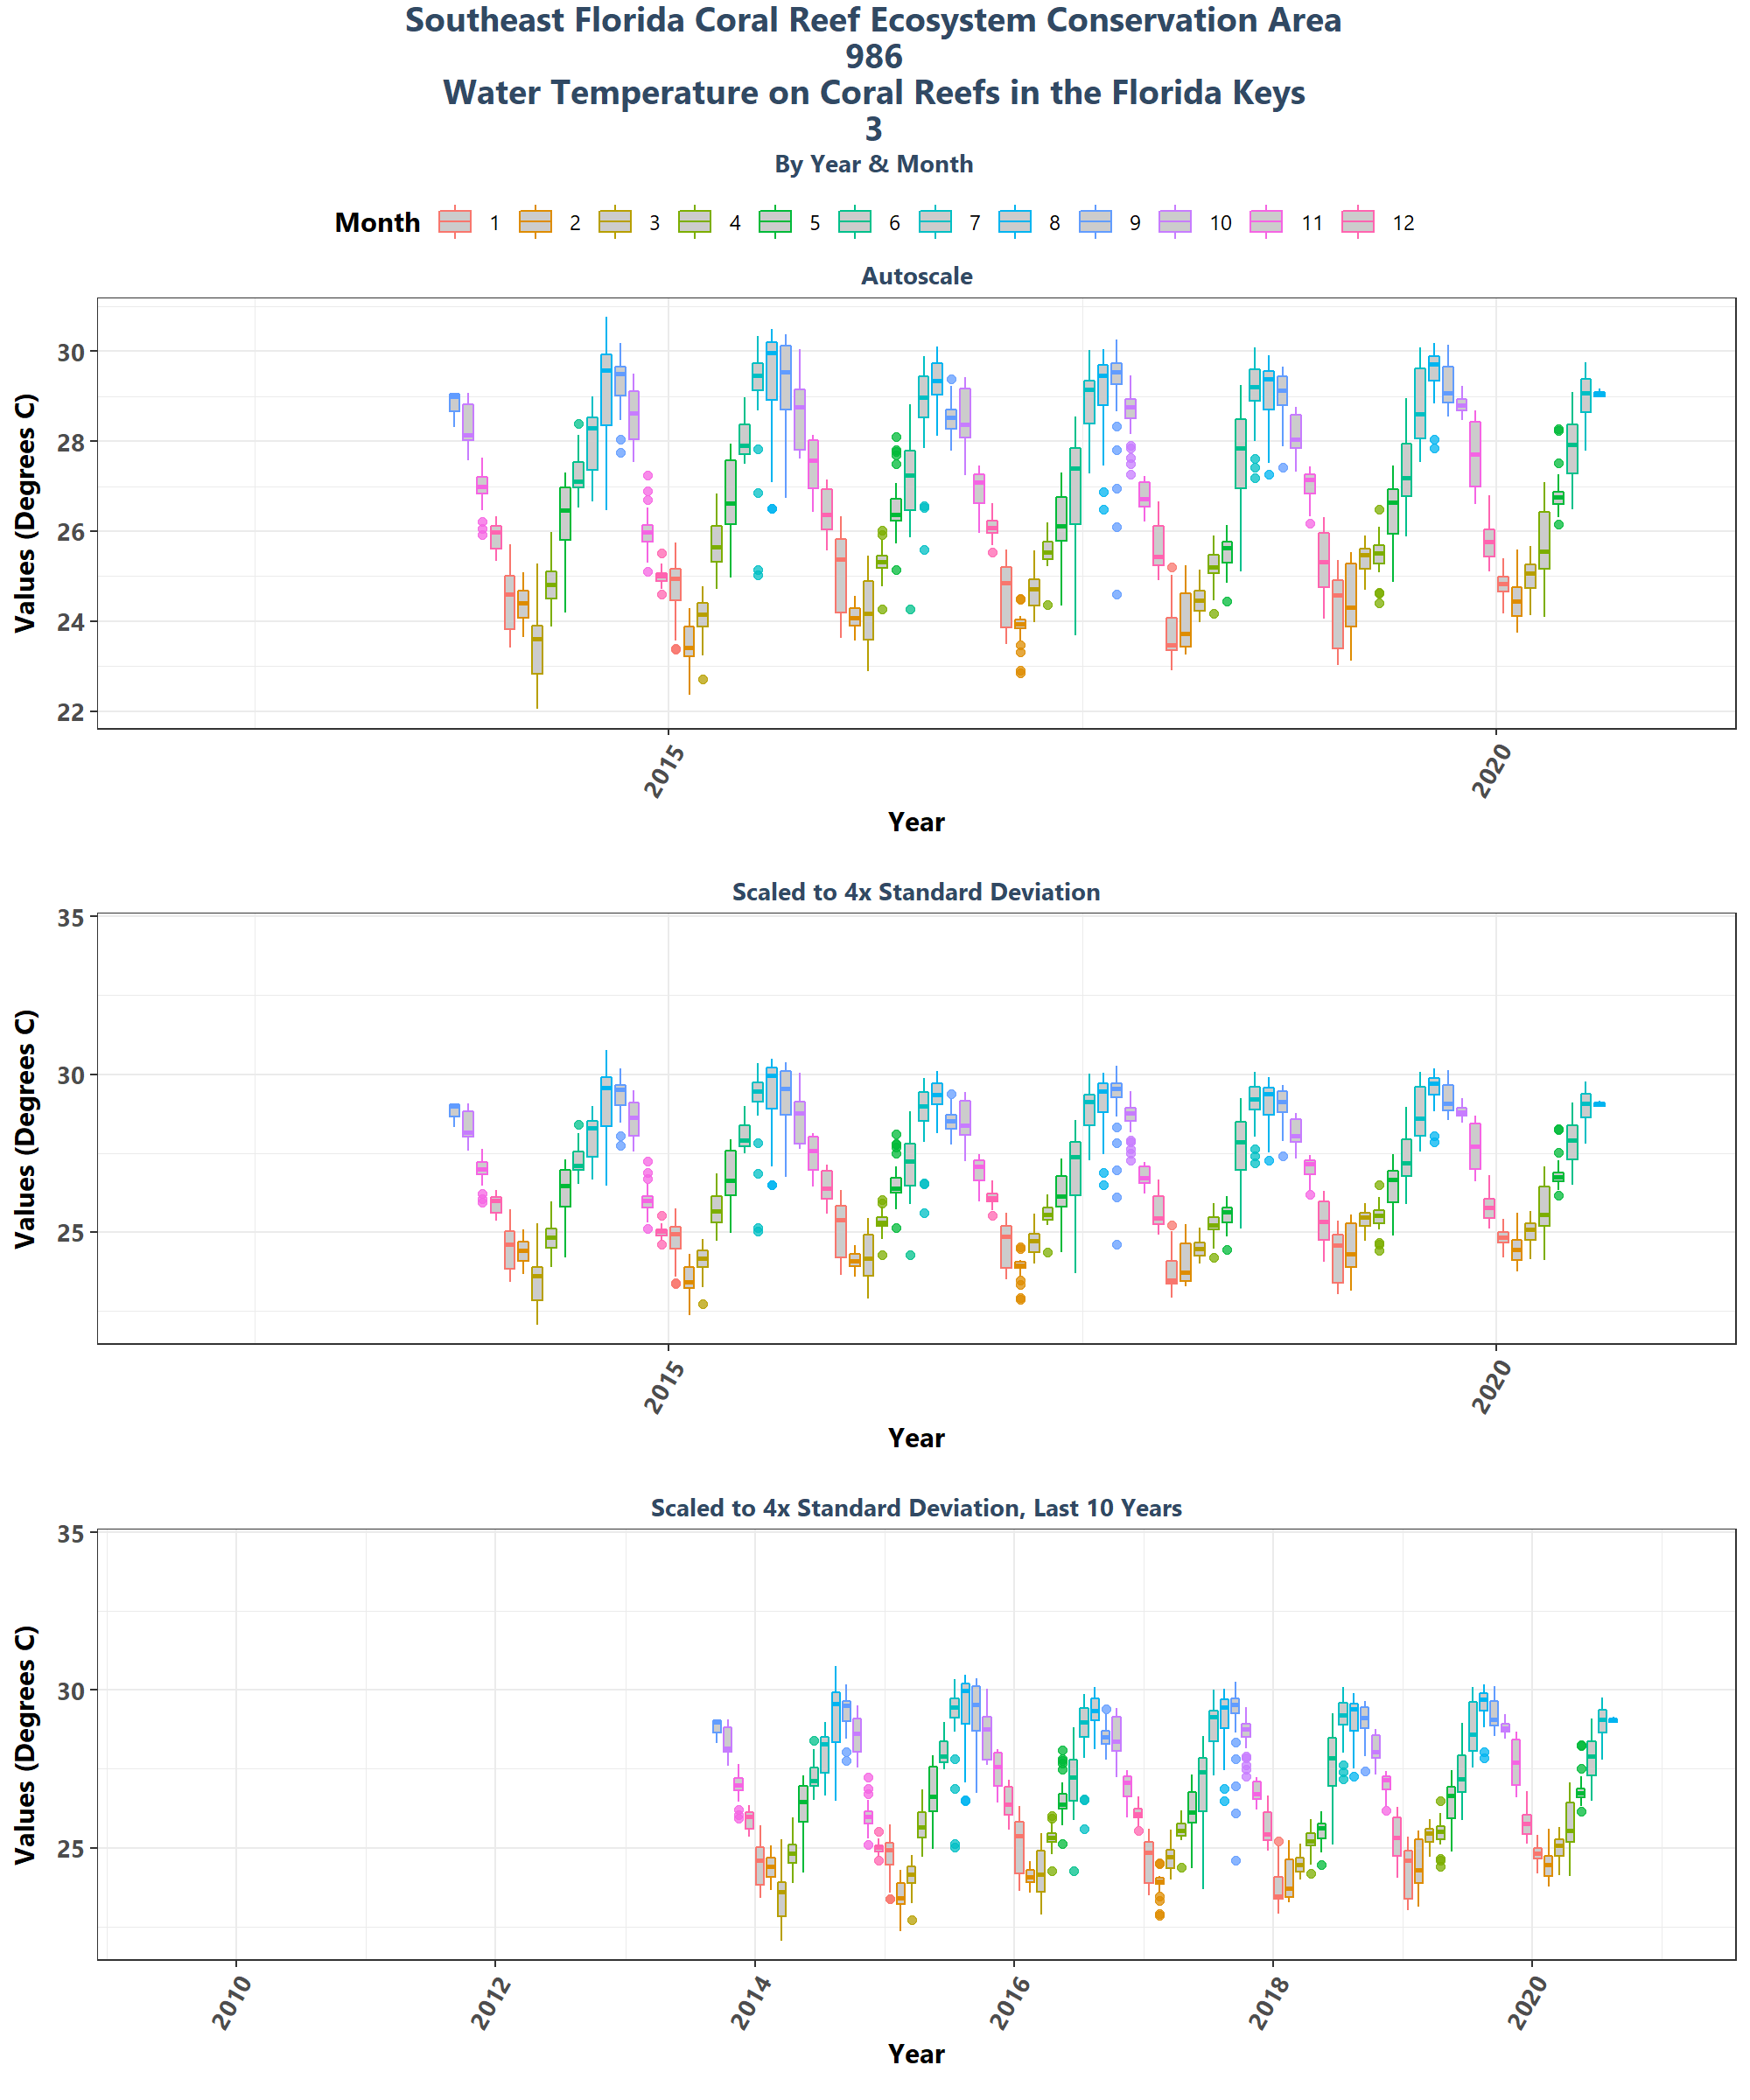 Southeast Florida Coral Reef Ecosystem Conservation Area
986
Water Temperature on Coral Reefs in the Florida Keys
3
By Year & Month
Month 1 2 3 4 5 6 7 8 9 10 11 12
Autoscale
Values (Degrees C)
30
28
26
24
22
2015 2020
Year
Scaled to 4x Standard Deviation
Values (Degrees C)
35
30
25
2015 2020
Year
Scaled to 4x Standard Deviation, Last 10 Years
Values (Degrees C)
35
30
25
2010 2012 2014 2016 2018 2020
Year